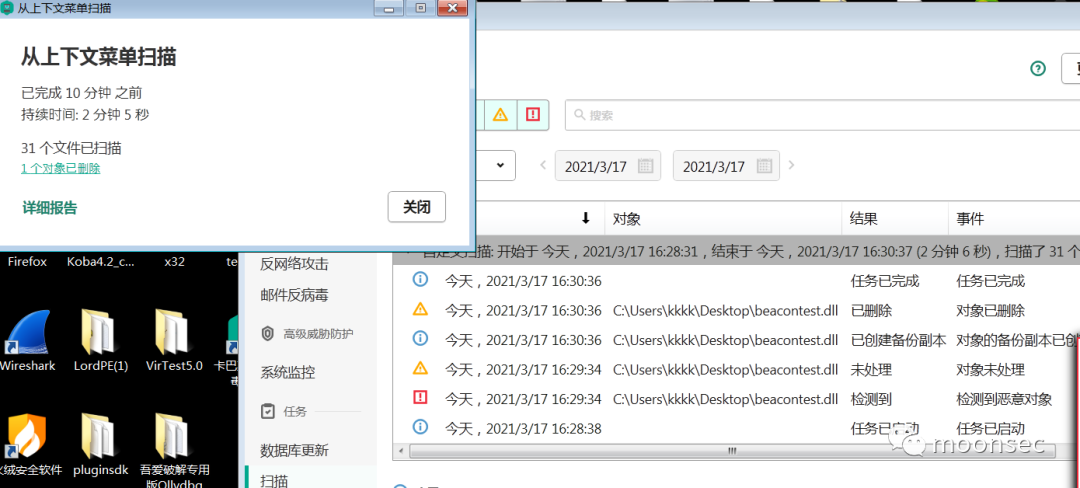 从上下文菜单扫描
从上下文菜单扫描
已完成 10 分钟 之前
持续时间: 2 分钟 5 秒
31 个文件已扫描
1 个对象已删除
详细报告
关闭
搜索
2021/3/17
2021/3/17
对象
结果
事件
自定义扫描: 开始于 今天，2021/3/17 16:28:31，结束于 今天，2021/3/17 16:30:37 (2 分钟 6 秒)，扫描了 31 个
今天，2021/3/17 16:30:36 任务已完成 任务已完成
今天，2021/3/17 16:30:36 C:\Users\kkkk\Desktop\beacontest.dll 已删除 对象已删除
今天，2021/3/17 16:30:36 C:\Users\kkkk\Desktop\beacontest.dll 已创建备份副本 对象的备份副本已创
今天，2021/3/17 16:29:34 C:\Users\kkkk\Desktop\beacontest.dll 未处理 对象未处理
今天，2021/3/17 16:29:34 C:\Users\kkkk\Desktop\beacontest.dll 检测到 检测到恶意对象
今天，2021/3/17 16:28:38 任务已启动 任务已启动
反网络攻击
邮件反病毒
高级威胁防护
系统监控
任务
数据库更新
扫描
Firefox
Koba4.2_c...
x32
te
Wireshark
LordPE(1)
VirTest5.0
卡巴
火绒安全软件
pluginsdk
吾爱破解专用
版Ollydbg
moonsec